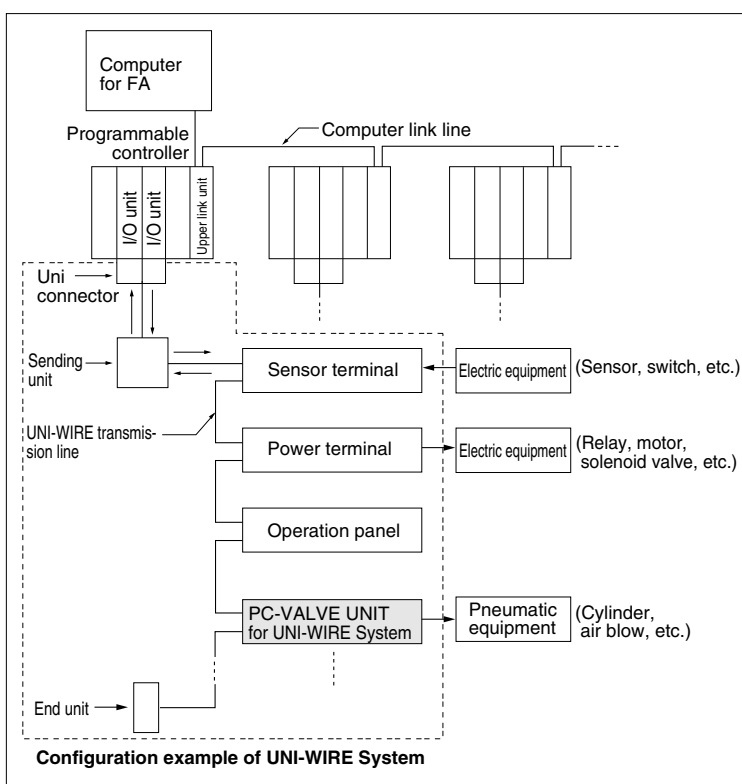 Computer
for FA
Programmable
controller
Computer link line
I/O unit
I/O unit
Upper link unit
Uni
connector
Sending
unit
Sensor terminal
Electric equipment
(Sensor, switch, etc.)
UNI-WIRE transmis-
sion line
Power terminal
Electric equipment
(Relay, motor,
solenoid valve, etc.)
Operation panel
PC-VALVE UNIT
for UNI-WIRE System
Pneumatic
equipment
(Cylinder,
air blow, etc.)
End unit
Configuration example of UNI-WIRE System